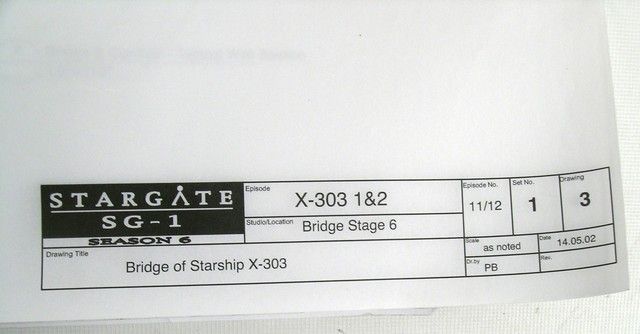 STARGATE
SG-1
SEASON 6
Episode
X-303 1&2
Studio/Location
Bridge Stage 6
Episode No.
11/12
Set No.
1
Drawing
3
Scale
as noted
Date
14.05.02
Drawing Title
Bridge of Starship X-303
Dr.by
PB
Rev.